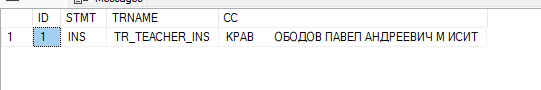 Messages
ID STMT TRNAME CC
1 1 INS TR_TEACHER_INS КРАВ ОБОДОВ ПАВЕЛ АНДРЕЕВИЧ М ИСИТ